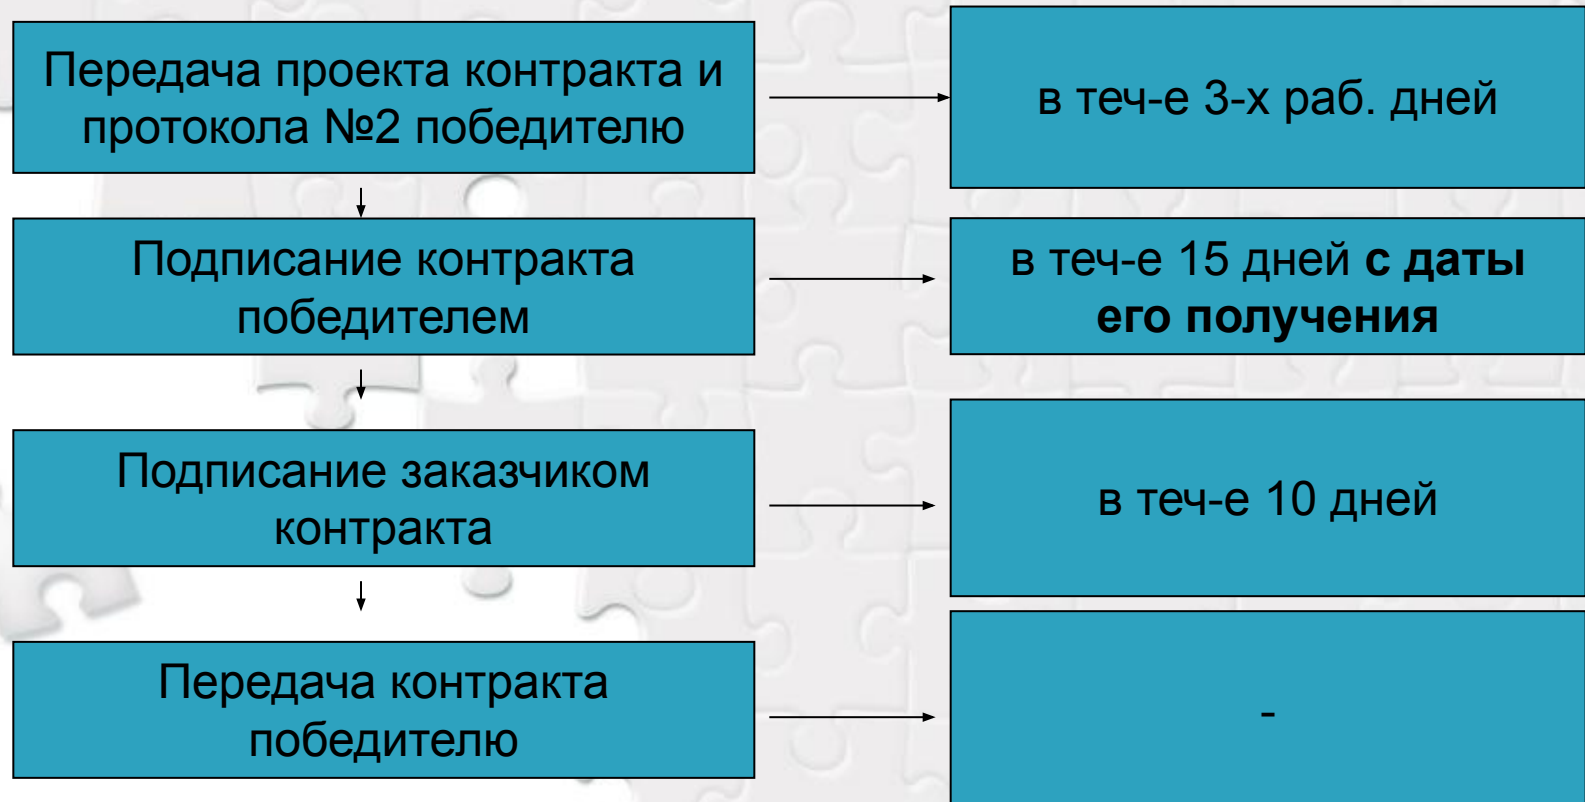 Передача проекта контракта и
протокола №2 победителю
в теч-е 3-х раб. дней
Подписание контракта
победителем
в теч-е 15 дней с даты
его получения
Подписание заказчиком
контракта
в теч-е 10 дней
Передача контракта
победителю
-